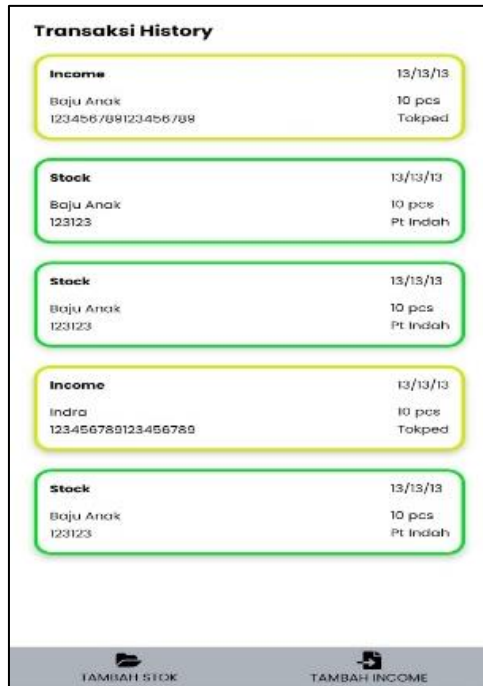 Transaksi History
Income 13/13/13
Baju Anak 10 pcs
123456789123456789 Tokped
Stock 13/13/13
Baju Anak 10 pcs
123123 Pt Indah
Stock 13/13/13
Baju Anak 10 pcs
123123 Pt Indah
Income 13/13/13
Indra 10 pcs
123456789123456789 Tokped
Stock 13/13/13
Baju Anak 10 pcs
123123 Pt Indah
TAMBAH STOK TAMBAH INCOME